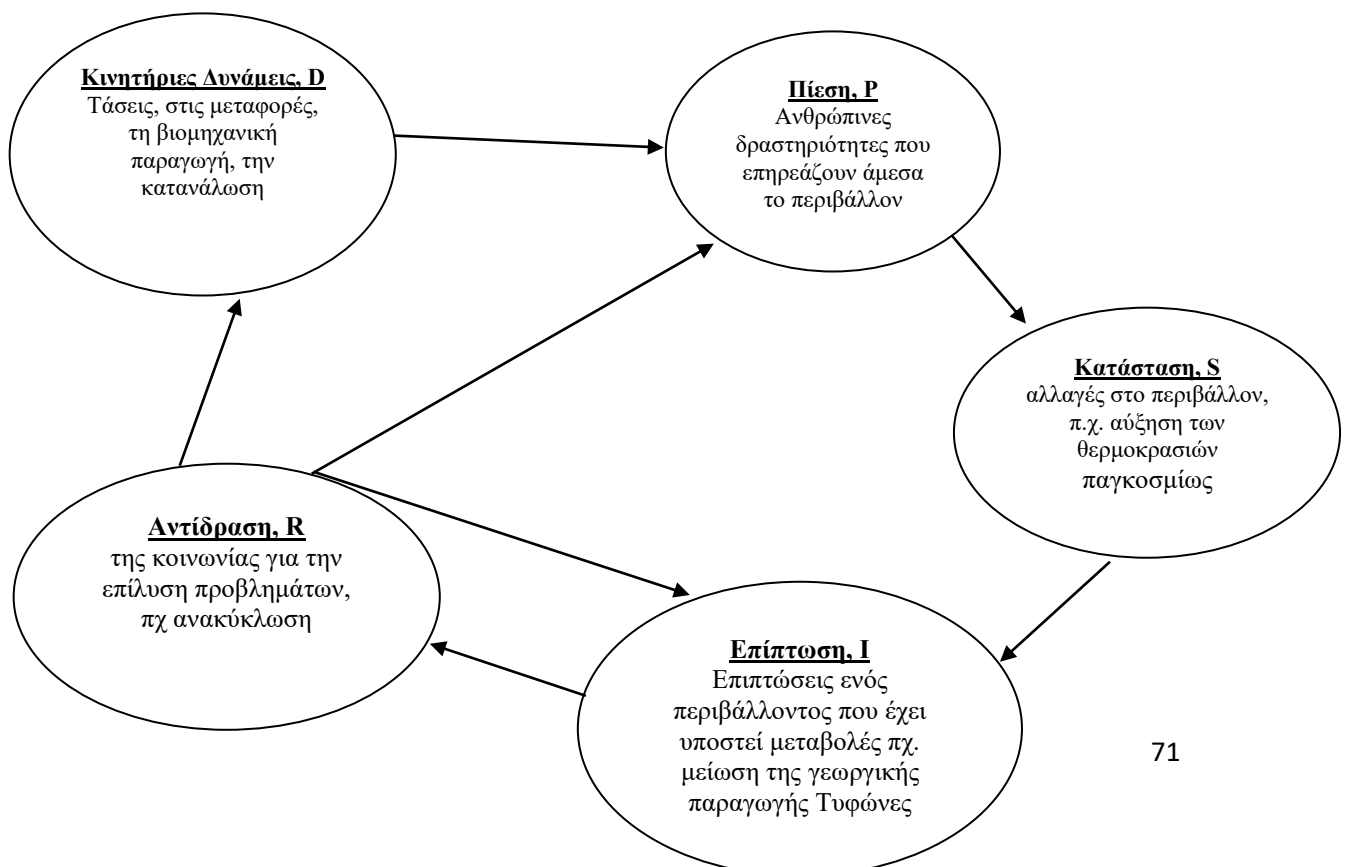 Κινητήριες Δυνάμεις, D
Τάσεις, στις μεταφορές,
τη βιομηχανική
παραγωγή, την
κατανάλωση
Πίεση, P
Ανθρώπινες
δραστηριότητες που
επηρεάζουν άμεσα
το περιβάλλον
Κατάσταση, S
αλλαγές στο περιβάλλον,
π.χ. αύξηση των
θερμοκρασιών
παγκοσμίως
Αντίδραση, R
της κοινωνίας για την
επίλυση προβλημάτων,
πχ ανακύκλωση
Επίπτωση, I
Επιπτώσεις ενός
περιβάλλοντος που έχει
υποστεί μεταβολές πχ.
μείωση της γεωργικής
παραγωγής Τυφώνες
71